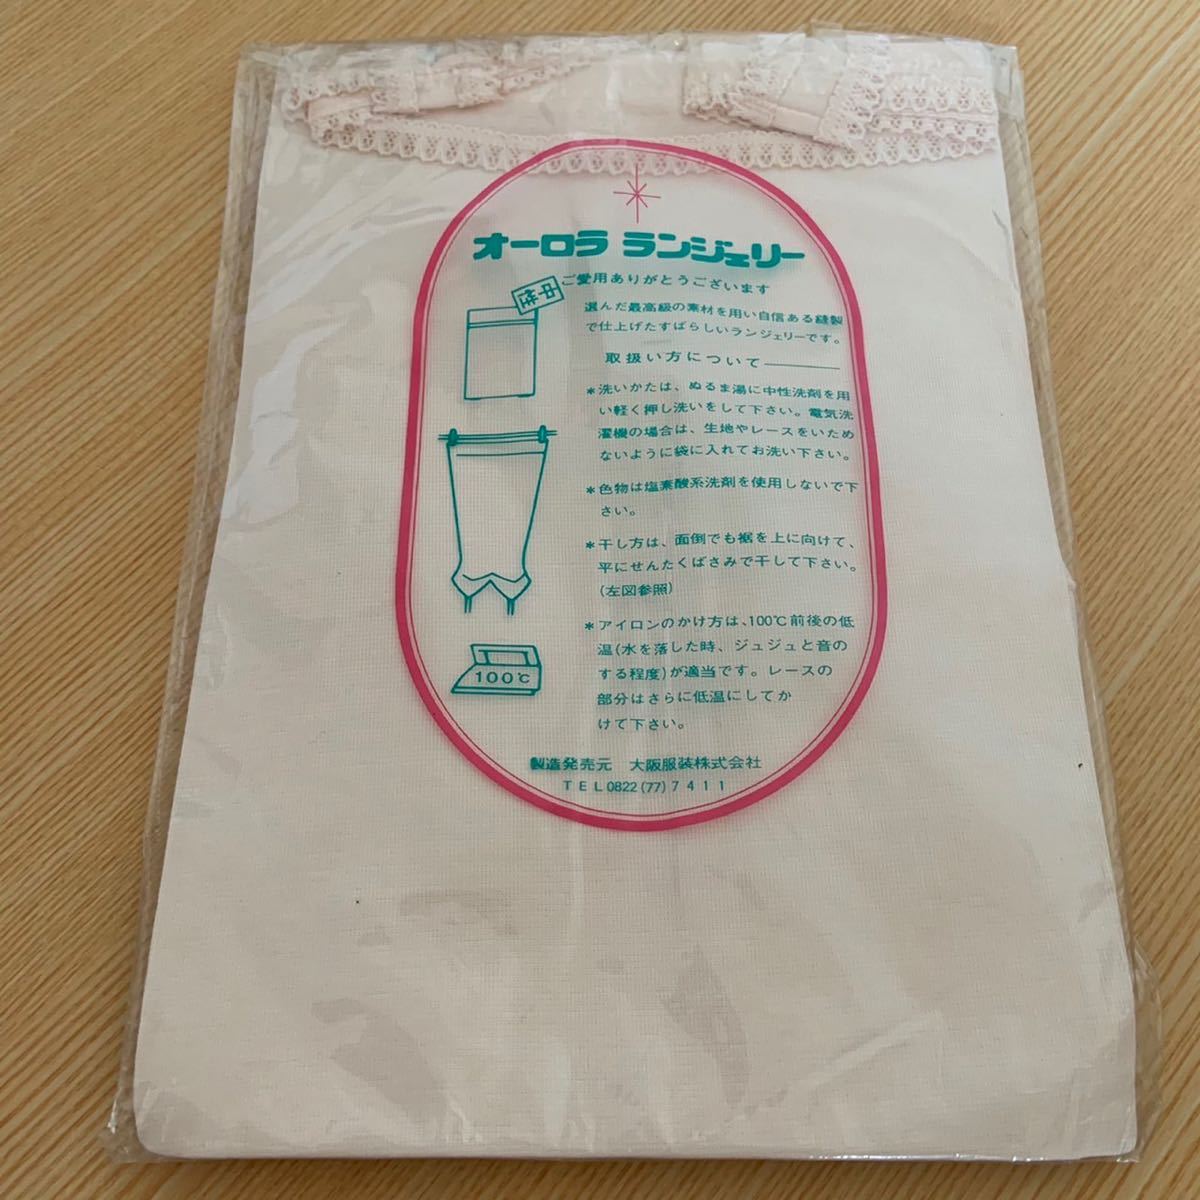 オーロラ ランジェリー
ご愛用ありがとうございます
中性
選んだ最高級の素材を用い自信ある縫製
で仕上げたすばらしいランジェリーです。
取扱い方について
*洗いかたは、ぬるま湯に中性洗剤を用
い軽く押し洗いをして下さい。電気洗
濯機の場合は、生地やレースをいため
ないように袋に入れてお洗い下さい。
*色物は塩素酸系洗剤を使用しないで下
さい。
*干し方は、面倒でも裾を上に向けて、
平にせんたくばさみで干して下さい。
(左図参照)
*アイロンのかけ方は、100℃前後の低
温(水を落した時、ジュジュと音の
する程度)が適当です。レースの
部分はさらに低温にしてか
けて下さい。
100℃
製造発売元 大阪服装株式会社
TEL0822(77)7411